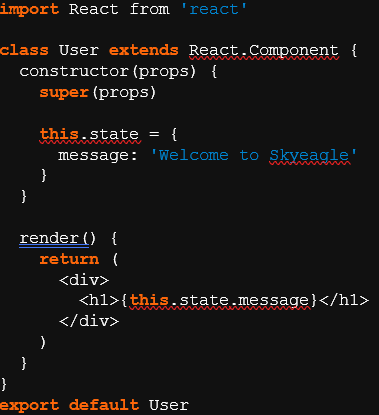 import React from 'react'
class User extends React.Component {
constructor(props) {
super(props)
this.state = {
message: 'Welcome to Skyeagle'
}
}
render() {
return (
<div>
<h1>{this.state.message}</h1>
</div>
)
}
}
export default User